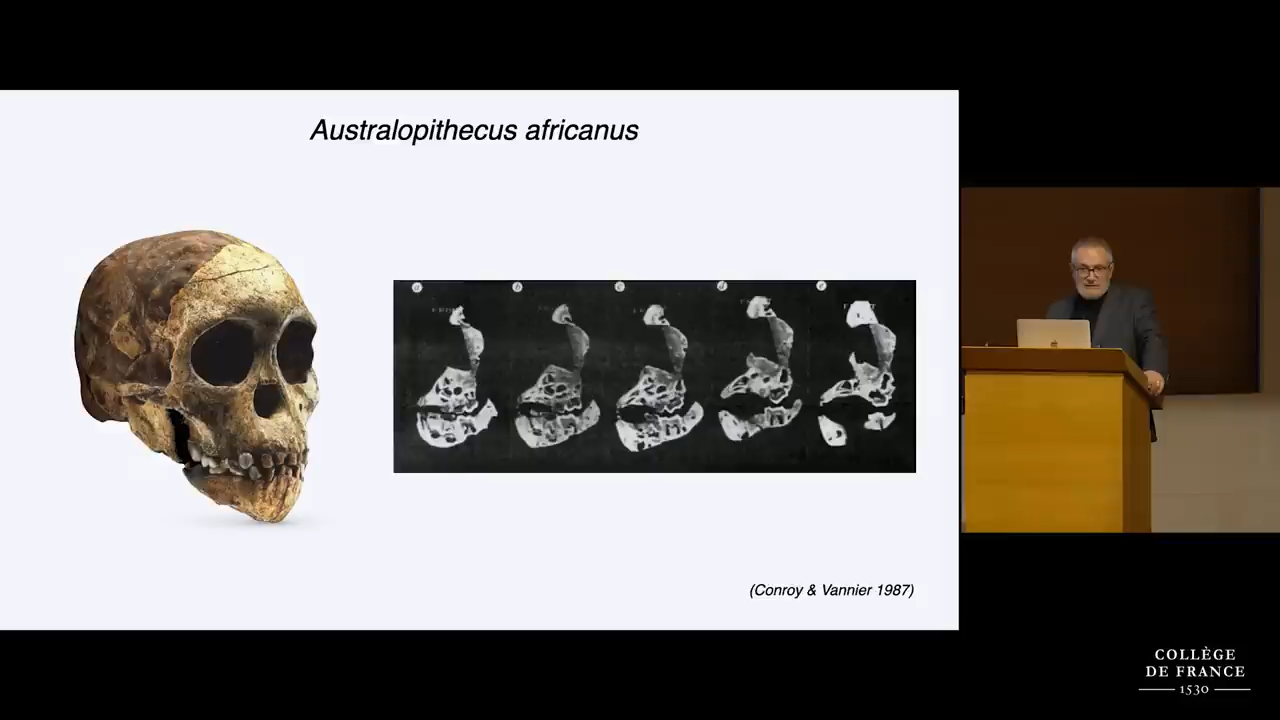 Australopithecus africanus
a
b
c
d
e
(Conroy & Vannier 1987)
COLLÈGE
DE FRANCE
1530